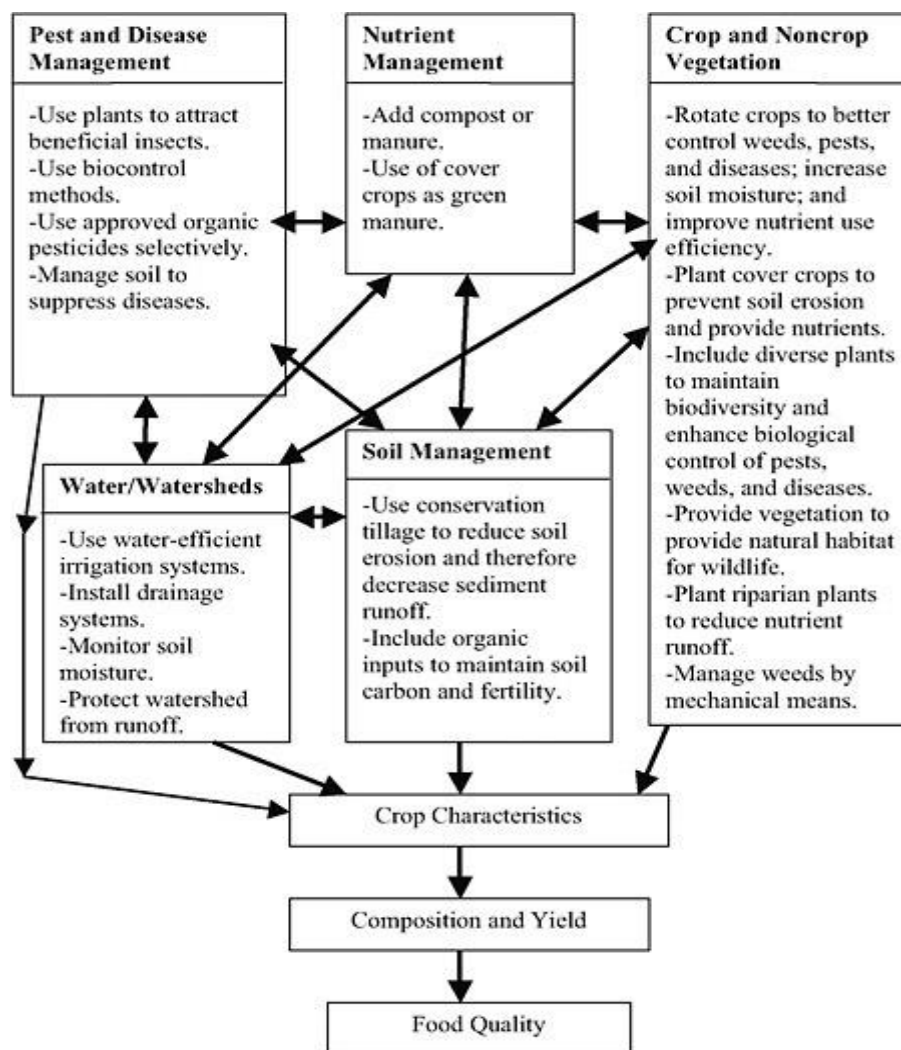 Pest and Disease
Management
-Use plants to attract
beneficial insects.
-Use biocontrol
methods.
-Use approved organic
pesticides selectively.
-Manage soil to
suppress diseases.
Nutrient
Management
-Add compost or
manure.
-Use of cover
crops as green
manure.
Crop and Noncrop
Vegetation
-Rotate crops to better
control weeds, pests,
and diseases; increase
soil moisture; and
improve nutrient use
efficiency.
-Plant cover crops to
prevent soil erosion
and provide nutrients.
-Include diverse plants
to maintain
biodiversity and
enhance biological
control of pests,
weeds, and diseases.
-Provide vegetation to
provide natural habitat
for wildlife.
-Plant riparian plants
to reduce nutrient
runoff.
-Manage weeds by
mechanical means.
Water/Watersheds
-Use water-efficient
irrigation systems.
-Install drainage
systems.
-Monitor soil
moisture.
-Protect watershed
from runoff.
Soil Management
-Use conservation
tillage to reduce soil
erosion and therefore
decrease sediment
runoff.
-Include organic
inputs to maintain soil
carbon and fertility.
Crop Characteristics
Composition and Yield
Food Quality